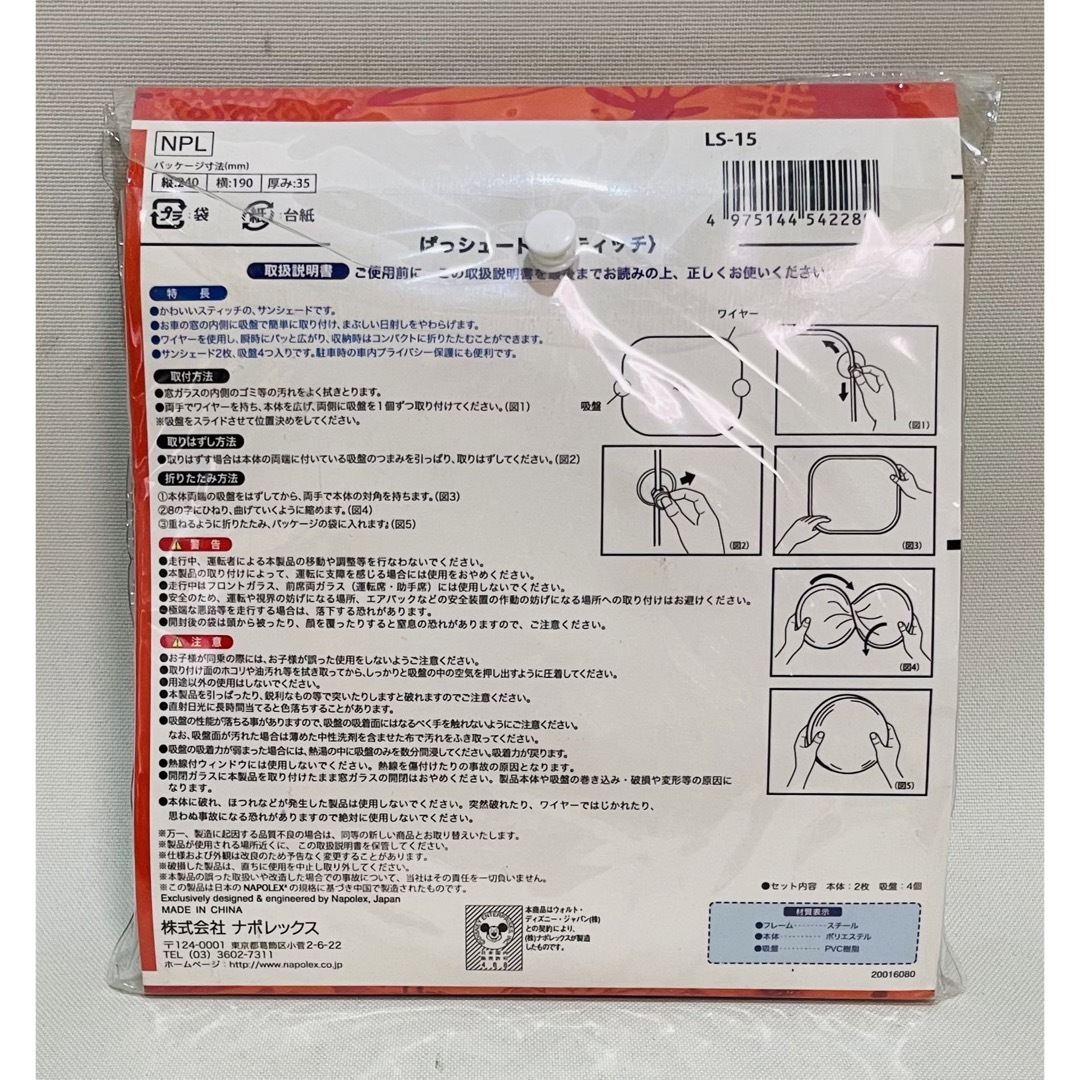 NPL
LS-15
パッケージ寸法(mm)
縦:240 横:190 厚み:35
プラ :袋 紙 :台紙
4 975144 54228
ぱっシェード ティッチ〉
取扱説明書 ご使用前に、この取扱説明書を最後までお読みの上、正しくお使いください。
特長
●かわいいスティッチの、サンシェードです。
●お車の窓の内側に吸盤で簡単に取り付け、まぶしい日射しをやわらげます。
●ワイヤーを使用し、瞬時にパッと広がり、収納時はコンパクトに折りたたむことができます。
●サンシェード2枚、吸盤4つ入りです。駐車時の車内プライバシー保護にも便利です。
取付方法
●窓ガラスの内側のゴミ等の汚れをよく拭きとります。
●両手でワイヤーを持ち、本体を広げ、両側に吸盤を1個ずつ取り付けてください。(図1)
※吸盤をスライドさせて位置決めをしてください。
ワイヤー
吸盤
(図1)
取りはずし方法
●取りはずす場合は本体の両端に付いている吸盤のつまみを引っぱり、取りはずしてください。(図2)
折りたたみ方法
①本体両端の吸盤をはずしてから、両手で本体の対角を持ちます。(図3)
②8の字にひねり、曲げていくように縮めます。(図4)
③重ねるように折りたたみ、パッケージの袋に入れます。(図5)
(図2)
(図3)
警告
●走行中、運転者による本製品の移動や調整等を行なわないでください。
●本製品の取り付けによって、運転に支障を感じる場合には使用をおやめください。
●走行中はフロントガラス、前席両ガラス(運転席・助手席)には使用しないでください。
●安全のため、運転や視界の妨げになる場所、エアバックなどの安全装置の作動の妨げになる場所への取り付けはお避けください。
●極端な悪路等を走行する場合は、落下する恐れがあります。
●開封後の袋は頭から被ったり、顔を覆ったりすると窒息の恐れがありますので、ご注意ください。
(図4)
注意
●お子様が同乗の際には、お子様が誤った使用をしないようご注意ください。
●取り付け面のホコリや油汚れ等を拭き取ってから、しっかりと吸盤の中の空気を押し出すように圧着してください。
●用途以外の使用はしないでください。
●本製品を引っぱったり、鋭利なもの等で突いたりしますと破れますのでご注意ください。
●直射日光に長時間当てると色落ちすることがあります。
●吸盤の性能が落ちる事がありますので、吸盤の吸着面にはなるべく手を触れないようにご注意ください。
なお、吸盤面が汚れた場合は薄めた中性洗剤を含ませた布で汚れをふき取ってください。
●吸盤の吸着力が弱まった場合には、熱湯の中に吸盤のみを数分間浸してください。吸着力が戻ります。
●熱線付ウィンドウには使用しないでください。熱線を傷付けたりの事故の原因となります。
●開閉ガラスに本製品を取り付けたまま窓ガラスの開閉はおやめください。製品本体や吸盤の巻き込み・破損や変形等の原因に
なります。
●本体に破れ、ほつれなどが発生した製品は使用しないでください。突然破れたり、ワイヤーではじかれたり、
思わぬ事故になる恐れがありますので絶対に使用しないでください。
(図5)
※万一、製造に起因する品質不良の場合は、同等の新しい商品とお取り替えいたします。
※製品が使用される場所近くに、この取扱説明書を保管してください。
※仕様および外観は改良のため予告なく変更することがあります。
※破損した製品は、直ちに使用を中止し取り外してください。
※本製品の誤った取扱いや改造した場合での事故について、当社はその責任を一切負いません。
※この製品は日本の NAPOLEX® の規格に基づき中国で製造されたものです。
Exclusively designed & engineered by Napolex, Japan
MADE IN CHINA
株式会社 ナポレックス
〒124-0001 東京都葛飾区小菅2-6-22
TEL (03) 3602-7311
ホームページ：http://www.napolex.co.jp
本商品はウォルト・
ディズニー・ジャパン(株)
との契約により、
(株)ナポレックスが製造
したものです。
●セット内容 本体：2枚 吸盤：4個
材質表示
●フレーム………スチール
●本体…………ポリエステル
●吸盤…………PVC樹脂
20016080